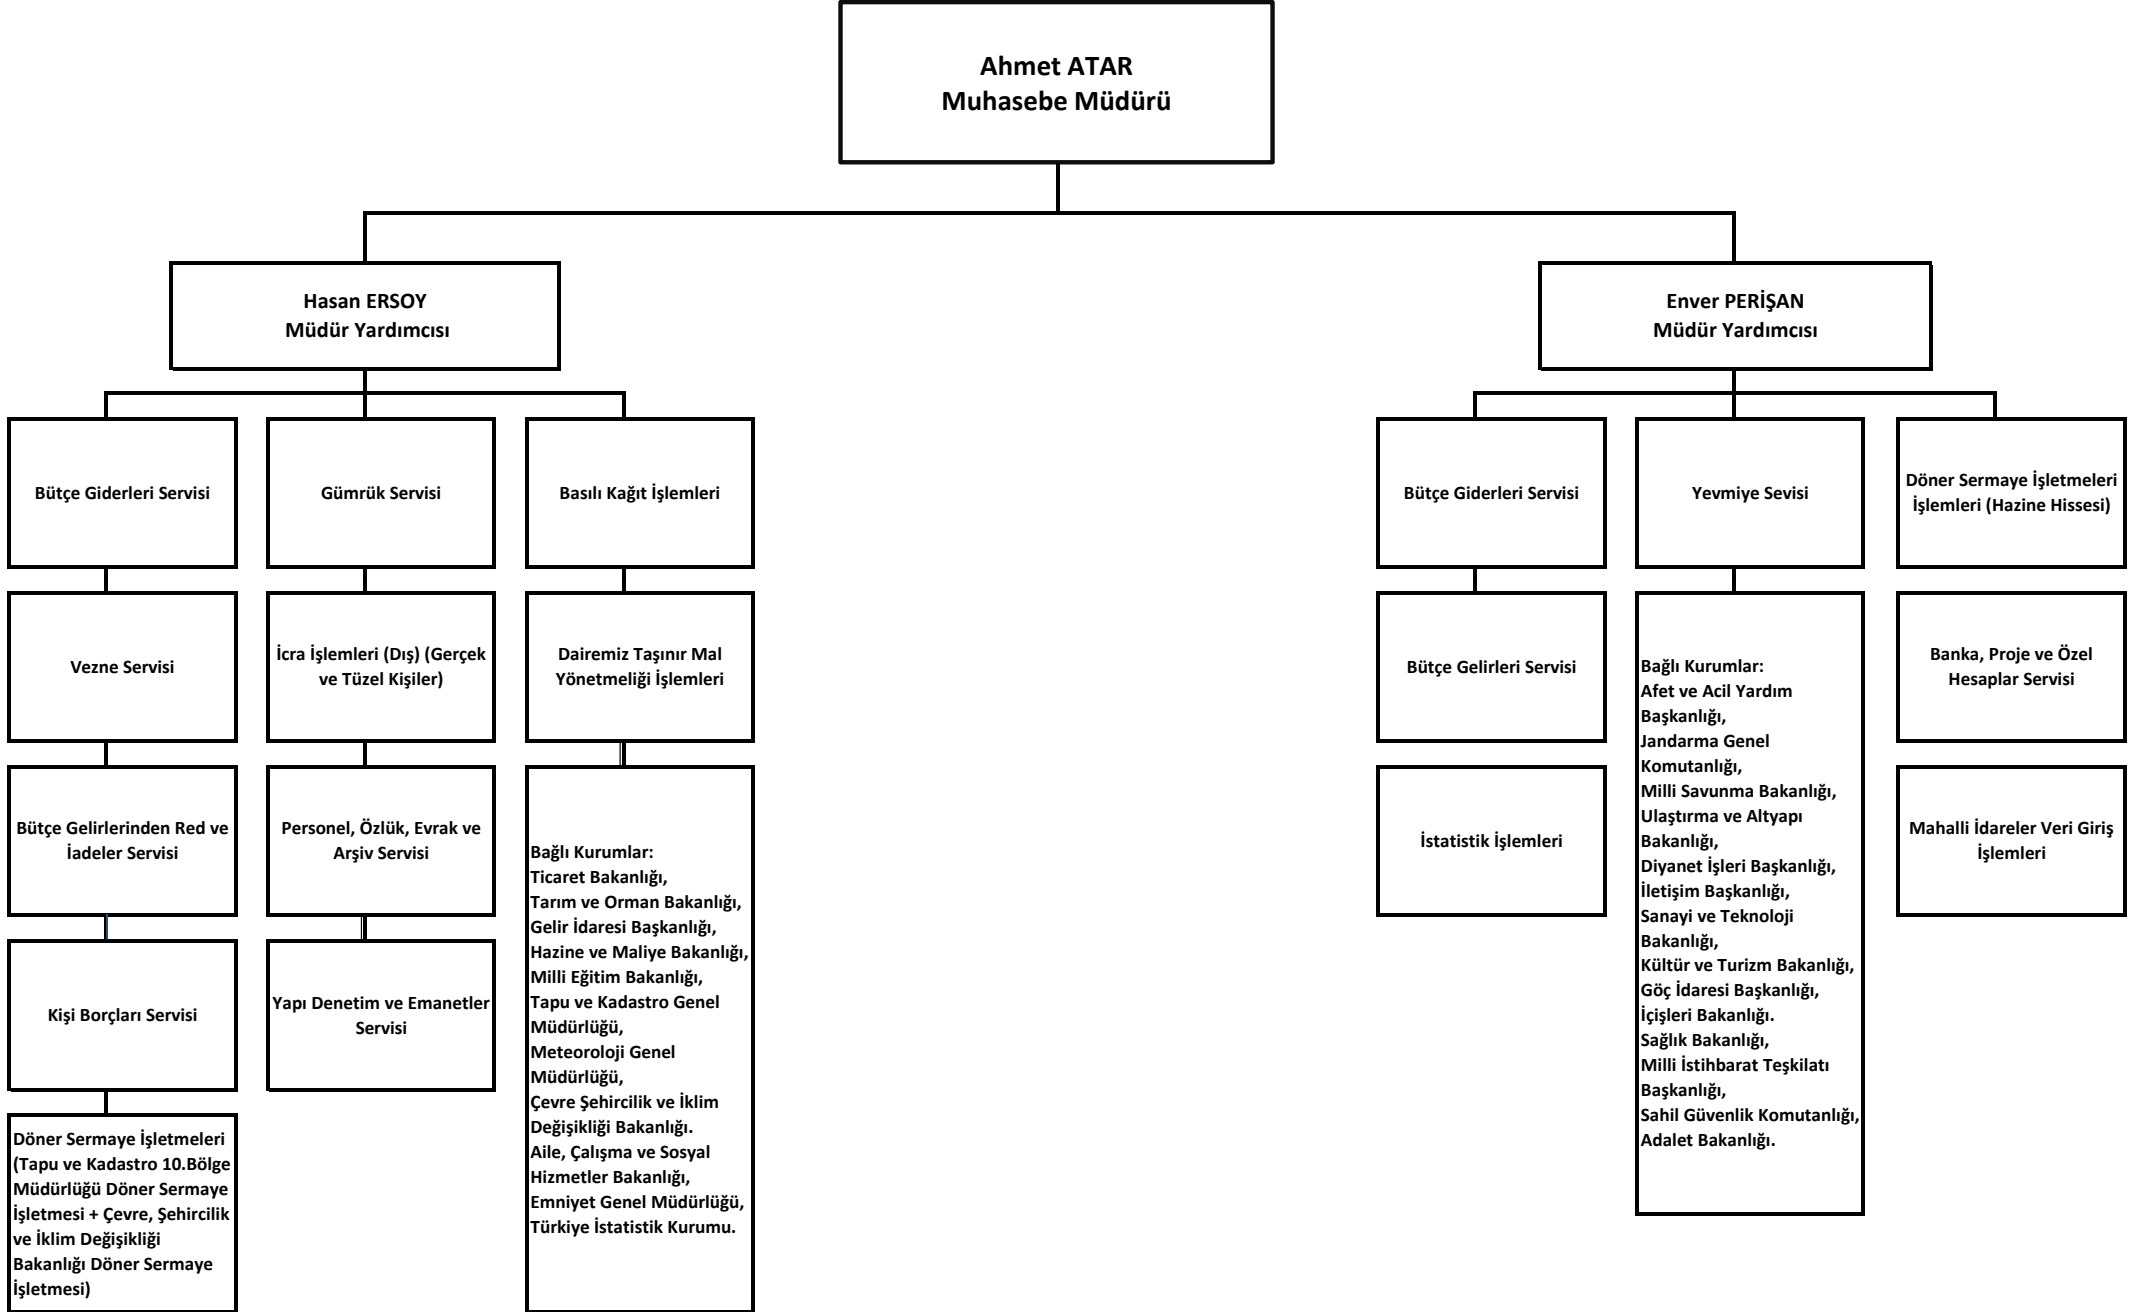 Ahmet ATAR
Muhasebe Müdürü
Hasan ERSOY
Müdür Yardımcısı
Enver PERİŞAN
Müdür Yardımcısı
Bütçe Giderleri Servisi
Gümrük Servisi
Basılı Kağıt İşlemleri
Bütçe Giderleri Servisi
Yevmiye Sevisi
Döner Sermaye İşletmeleri
İşlemleri (Hazine Hissesi)
Vezne Servisi
İcra İşlemleri (Dış) (Gerçek
ve Tüzel Kişiler)
Dairemiz Taşınır Mal
Yönetmeliği İşlemleri
Bütçe Gelirleri Servisi
Bağlı Kurumlar:
Afet ve Acil Yardım
Başkanlığı,
Jandarma Genel
Komutanlığı,
Milli Savunma Bakanlığı,
Ulaştırma ve Altyapı
Bakanlığı,
Diyanet İşleri Başkanlığı,
İletişim Başkanlığı,
Sanayi ve Teknoloji
Bakanlığı,
Kültür ve Turizm Bakanlığı,
Göç İdaresi Başkanlığı,
İçişleri Bakanlığı.
Sağlık Bakanlığı,
Milli İstihbarat Teşkilatı
Başkanlığı,
Sahil Güvenlik Komutanlığı,
Adalet Bakanlığı.
Banka, Proje ve Özel
Hesaplar Servisi
Bütçe Gelirlerinden Red ve
İadeler Servisi
Personel, Özlük, Evrak ve
Arşiv Servisi
Bağlı Kurumlar:
Ticaret Bakanlığı,
Tarım ve Orman Bakanlığı,
Gelir İdaresi Başkanlığı,
Hazine ve Maliye Bakanlığı,
Milli Eğitim Bakanlığı,
Tapu ve Kadastro Genel
Müdürlüğü,
Meteoroloji Genel
Müdürlüğü,
Çevre Şehircilik ve İklim
Değişikliği Bakanlığı.
Aile, Çalışma ve Sosyal
Hizmetler Bakanlığı,
Emniyet Genel Müdürlüğü,
Türkiye İstatistik Kurumu.
İstatistik İşlemleri
Mahalli İdareler Veri Giriş
İşlemleri
Kişi Borçları Servisi
Yapı Denetim ve Emanetler
Servisi
Döner Sermaye İşletmeleri
(Tapu ve Kadastro 10.Bölge
Müdürlüğü Döner Sermaye
İşletmesi + Çevre, Şehircilik
ve İklim Değişikliği
Bakanlığı Döner Sermaye
İşletmesi)